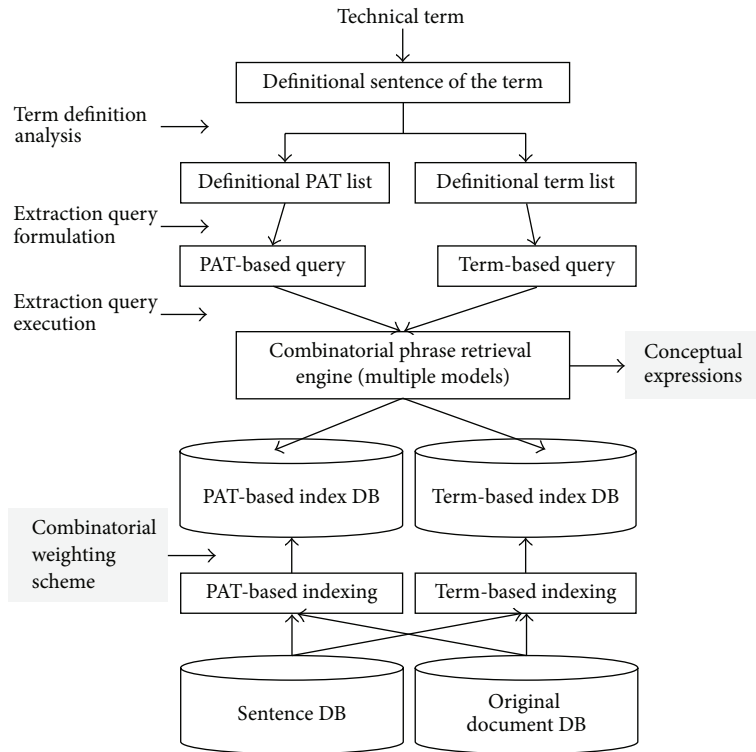 Technical term
Definitional sentence of the term
Term definition
analysis
Definitional PAT list
Definitional term list
Extraction query
formulation
PAT-based query
Term-based query
Extraction query
execution
Combinatorial phrase retrieval
engine (multiple models)
Conceptual
expressions
PAT-based index DB
Term-based index DB
Combinatorial
weighting
scheme
PAT-based indexing
Term-based indexing
Sentence DB
Original
document DB